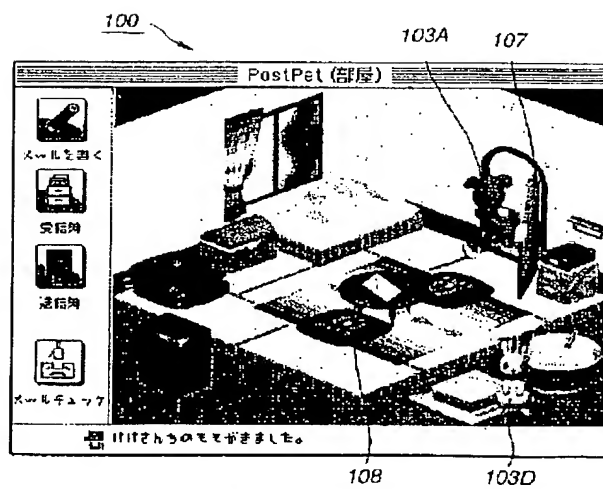 100
103A
107
PostPet (部屋)
メールを書く
受信簿
送信簿
メールチェック
けけさんちのももがきました。
108
103D